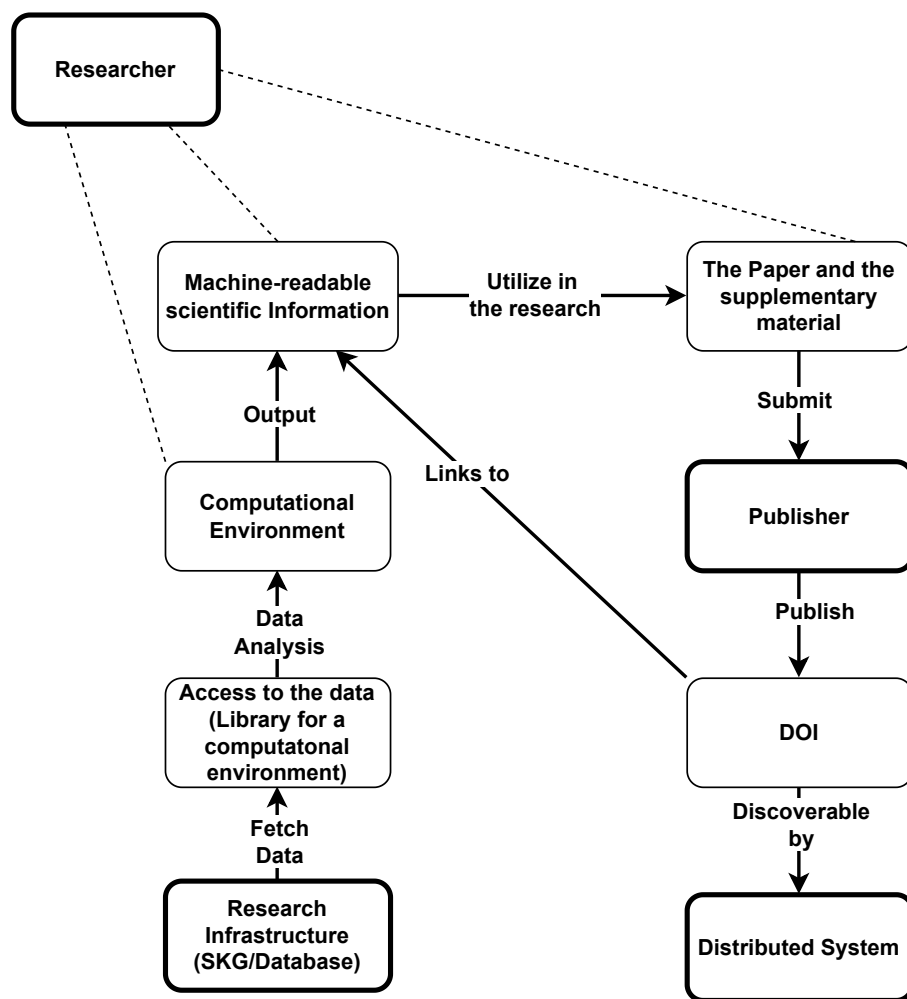 Researcher
Machine-readable
scientific Information
Utilize in
the research
The Paper and the
supplementary
material
Output
Submit
Links to
Computational
Environment
Publisher
Data
Analysis
Publish
Access to the data
(Library for a
computatonal
environment)
DOI
Fetch
Data
Discoverable
by
Research
Infrastructure
(SKG/Database)
Distributed System